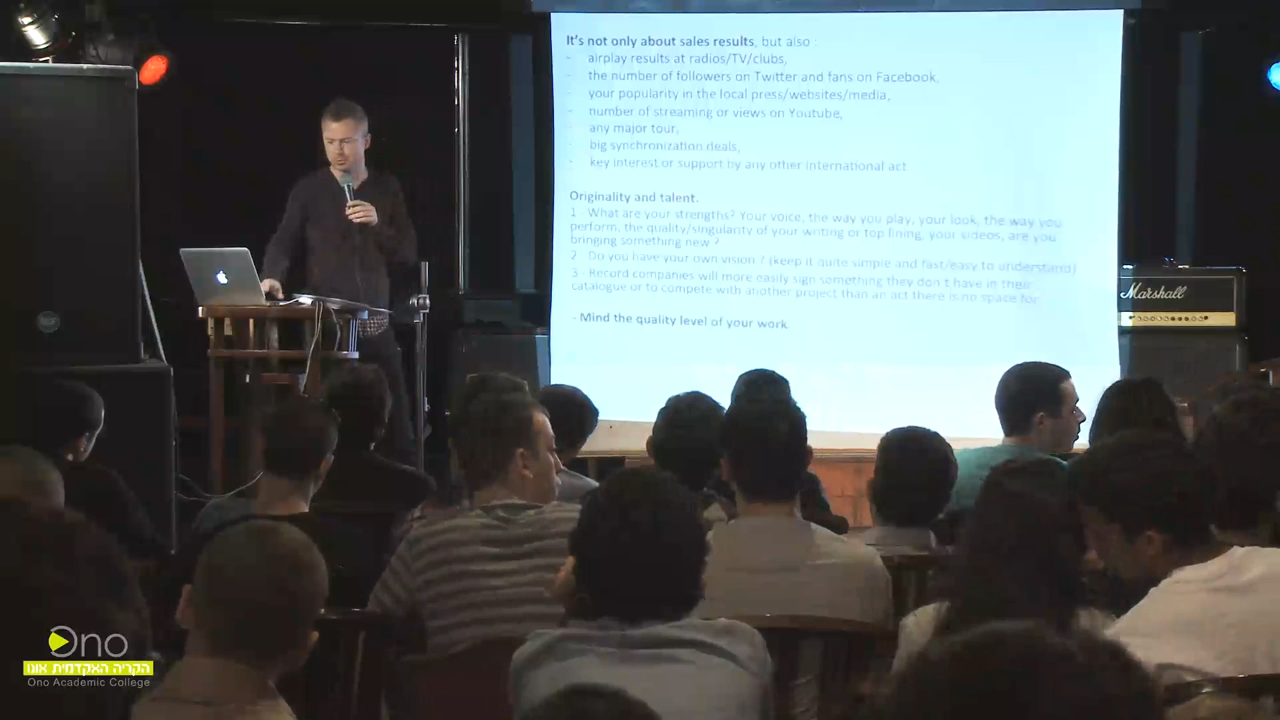 It's not only about sales results, but also :
- airplay results at radios/TV/clubs,
- the number of followers on Twitter and fans on Facebook,
- your popularity in the local press/websites/media,
- number of streaming or views on Youtube,
- any major tour,
- big synchronization deals,
- key interest or support by any other international act
Originality and talent.
1 - What are your strengths? Your voice, the way you play, your look, the way you
perform, the quality/singularity of your writing or top lining, your videos, are you
bringing something new ?
2 - Do you have your own vision ? (keep it quite simple and fast/easy to understand)
3 - Record companies will more easily sign something they don't have in their
catalogue or to compete with another project than an act there is no space for
- Mind the quality level of your work
Marshall
Ono
הקריה האקדמית אונו
Ono Academic College